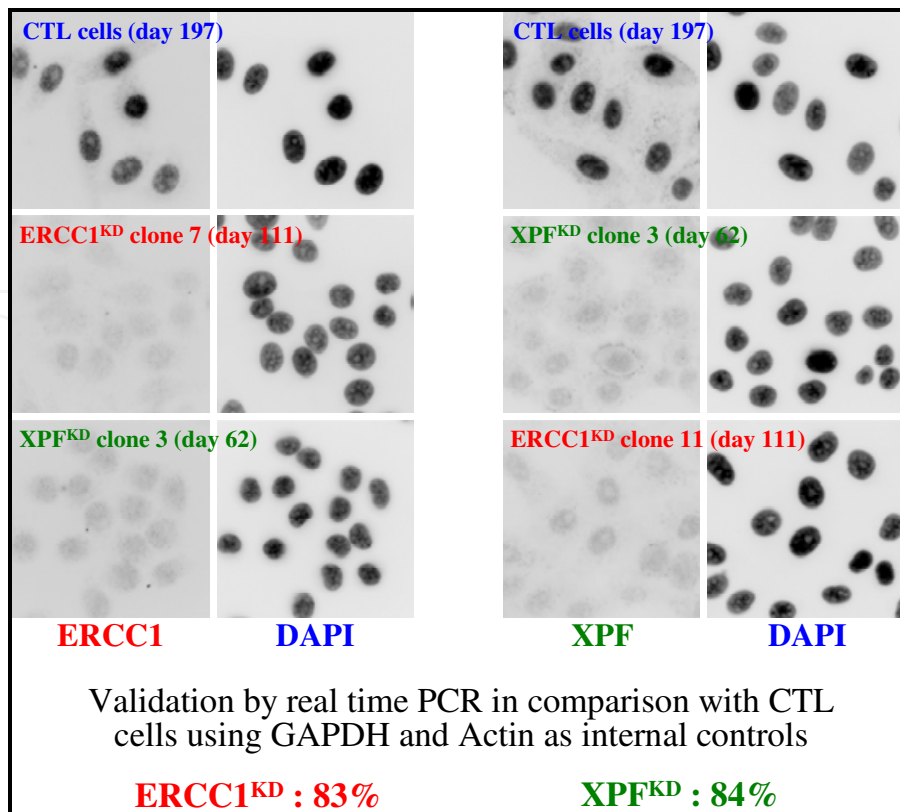 CTL cells (day 197)
CTL cells (day 197)
ERCC1KD clone 7 (day 111)
XPFKD clone 3 (day 62)
XPFKD clone 3 (day 62)
ERCC1KD clone 11 (day 111)
ERCC1 DAPI XPF DAPI
Validation by real time PCR in comparison with CTL
cells using GAPDH and Actin as internal controls
ERCC1KD : 83% XPFKD : 84%